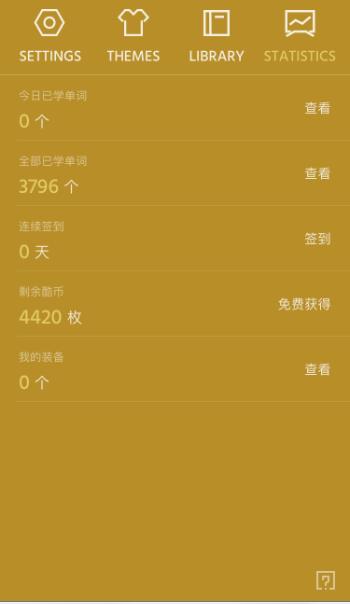 SETTINGS THEMES LIBRARY STATISTICS
今日已学单词
0 个
查看
全部已学单词
3796 个
查看
连续签到
0 天
签到
剩余酷币
4420 枚
免费获得
我的装备
0 个
查看